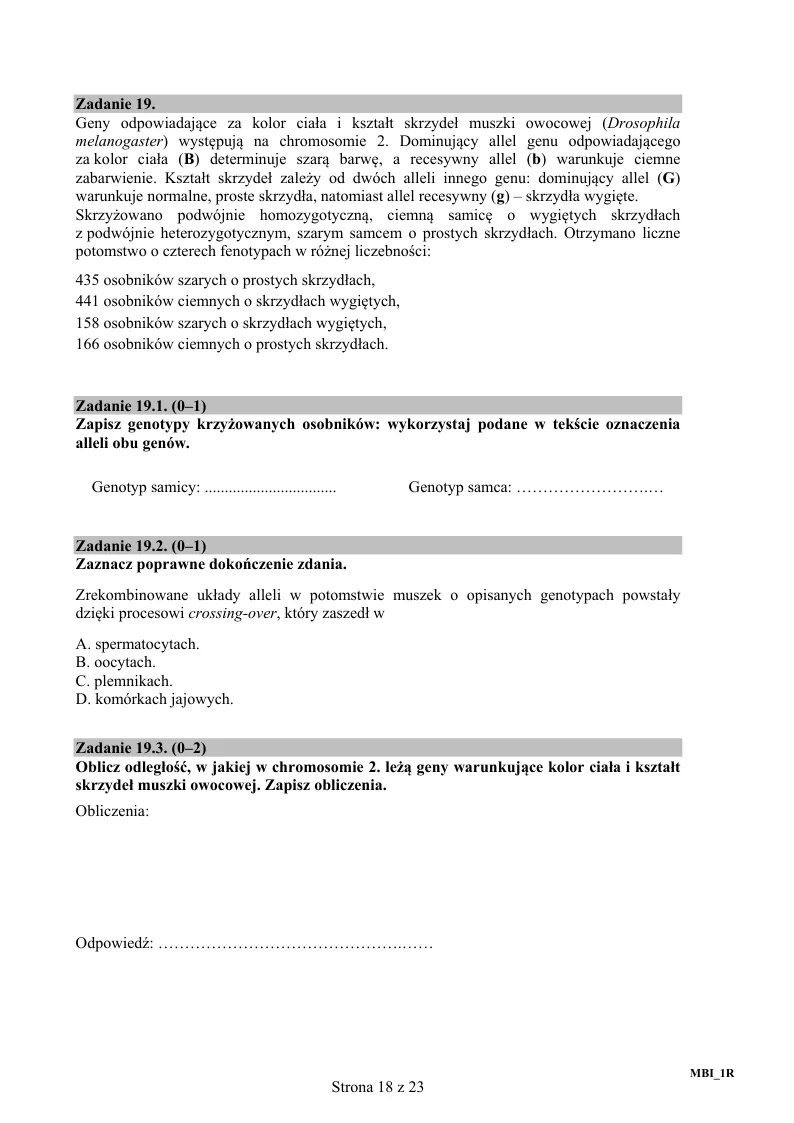 Zadanie 19.
Geny odpowiadające za kolor ciała i kształt skrzydeł muszki owocowej (Drosophila
melanogaster) występują na chromosomie 2. Dominujący allel genu odpowiadającego
za kolor ciała (B) determinuje szarą barwę, a recesywny allel (b) warunkuje ciemne
zabarwienie. Kształt skrzydeł zależy od dwóch alleli innego genu: dominujący allel (G)
warunkuje normalne, proste skrzydła, natomiast allel recesywny (g) – skrzydła wygięte.
Skrzyżowano podwójnie homozygotyczną, ciemną samicę o wygiętych skrzydłach
z podwójnie heterozygotycznym, szarym samcem o prostych skrzydłach. Otrzymano liczne
potomstwo o czterech fenotypach w różnej liczebności:
435 osobników szarych o prostych skrzydłach,
441 osobników ciemnych o skrzydłach wygiętych,
158 osobników szarych o skrzydłach wygiętych,
166 osobników ciemnych o prostych skrzydłach.
Zadanie 19.1. (0–1)
Zapisz genotypy krzyżowanych osobników: wykorzystaj podane w tekście oznaczenia
alleli obu genów.
Genotyp samicy: ................................. Genotyp samca: …………………….…
Zadanie 19.2. (0–1)
Zaznacz poprawne dokończenie zdania.
Zrekombinowane układy alleli w potomstwie muszek o opisanych genotypach powstały
dzięki procesowi crossing-over, który zaszedł w
A. spermatocytach.
B. oocytach.
C. plemnikach.
D. komórkach jajowych.
Zadanie 19.3. (0–2)
Oblicz odległość, w jakiej w chromosomie 2. leżą geny warunkujące kolor ciała i kształt
skrzydeł muszki owocowej. Zapisz obliczenia.
Obliczenia:
Odpowiedź: ……………………………………….……
MBI_1R
Strona 18 z 23